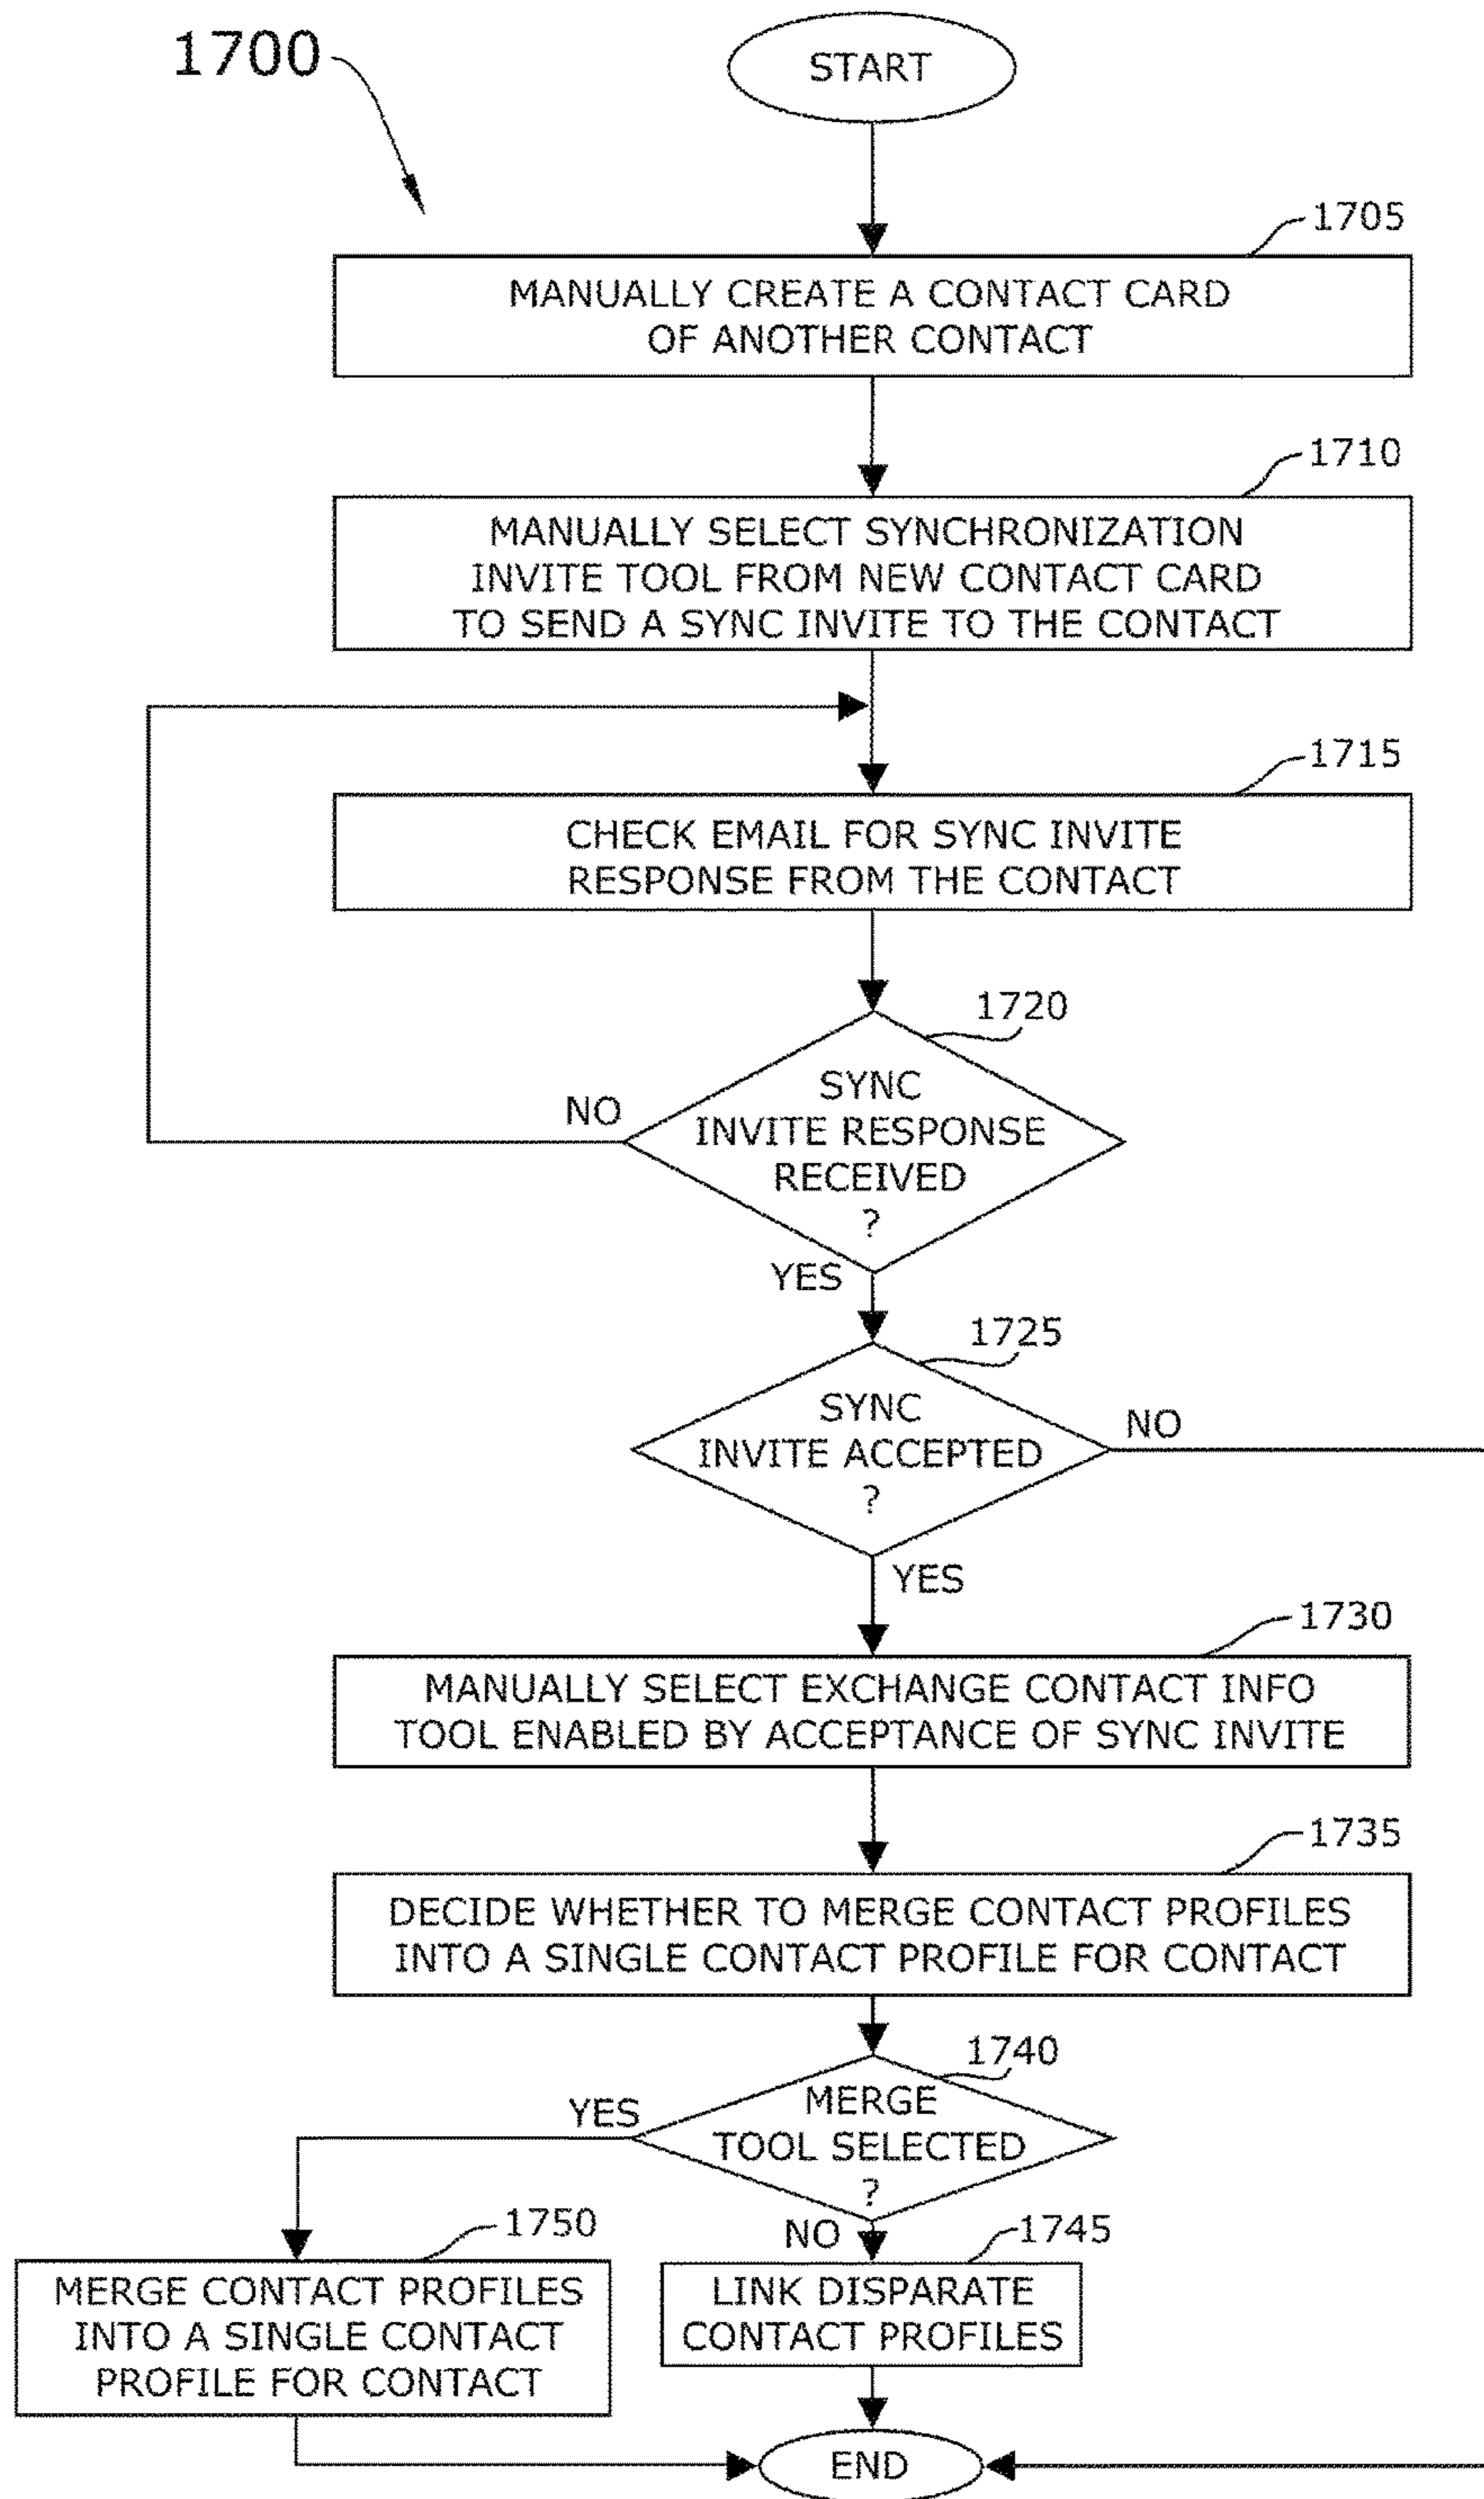 1700
START
1705
MANUALLY CREATE A CONTACT CARD
OF ANOTHER CONTACT
1710
MANUALLY SELECT SYNCHRONIZATION
INVITE TOOL FROM NEW CONTACT CARD
TO SEND A SYNC INVITE TO THE CONTACT
1715
CHECK EMAIL FOR SYNC INVITE
RESPONSE FROM THE CONTACT
1720
SYNC
INVITE RESPONSE
RECEIVED
?
NO
YES
1725
SYNC
INVITE ACCEPTED
?
NO
YES
1730
MANUALLY SELECT EXCHANGE CONTACT INFO
TOOL ENABLED BY ACCEPTANCE OF SYNC INVITE
1735
DECIDE WHETHER TO MERGE CONTACT PROFILES
INTO A SINGLE CONTACT PROFILE FOR CONTACT
1740
MERGE
TOOL SELECTED
?
YES
NO
1750
MERGE CONTACT PROFILES
INTO A SINGLE CONTACT
PROFILE FOR CONTACT
1745
LINK DISPARATE
CONTACT PROFILES
END